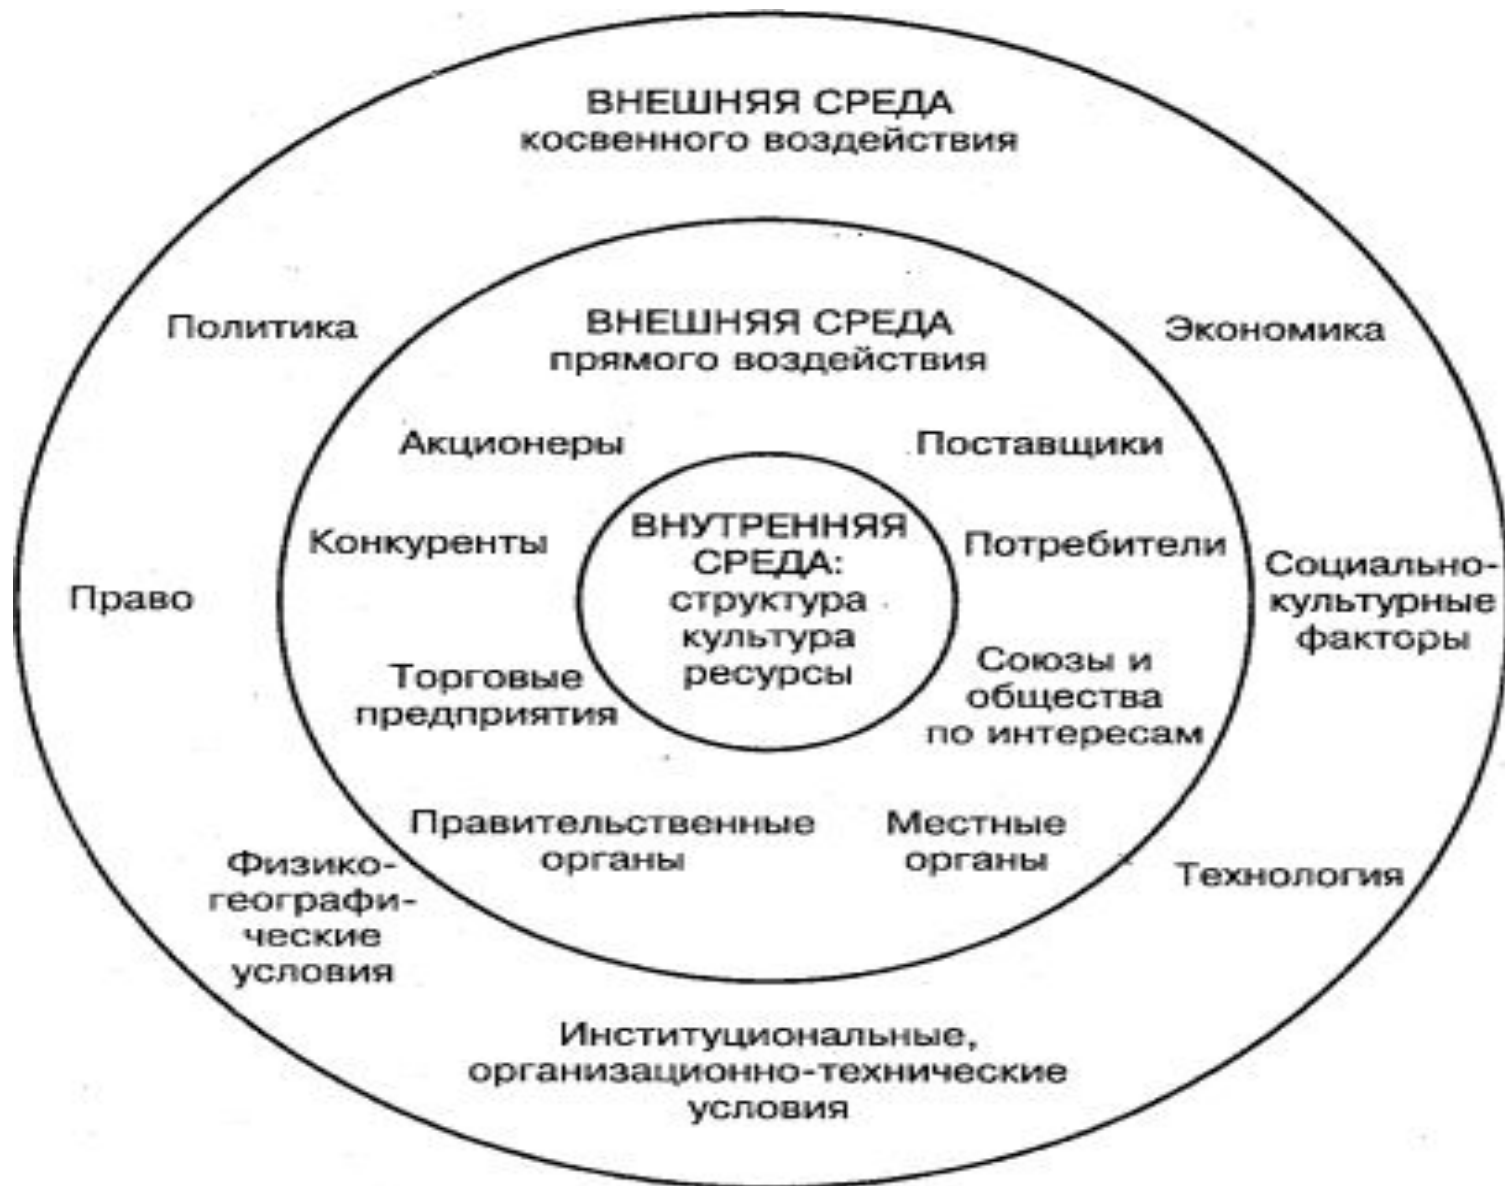 ВНЕШНЯЯ СРЕДА
косвенного воздействия
Политика
Экономика
ВНЕШНЯЯ СРЕДА
прямого воздействия
Акционеры
Поставщики
Конкуренты
Потребители
ВНУТРЕННЯЯ
СРЕДА:
структура
культура
ресурсы
Право
Социально-
культурные
факторы
Торговые
предприятия
Союзы и
общества
по интересам
Правительственные
органы
Местные
органы
Физико-
географи-
ческие
условия
Технология
Институциональные,
организационно-технические
условия